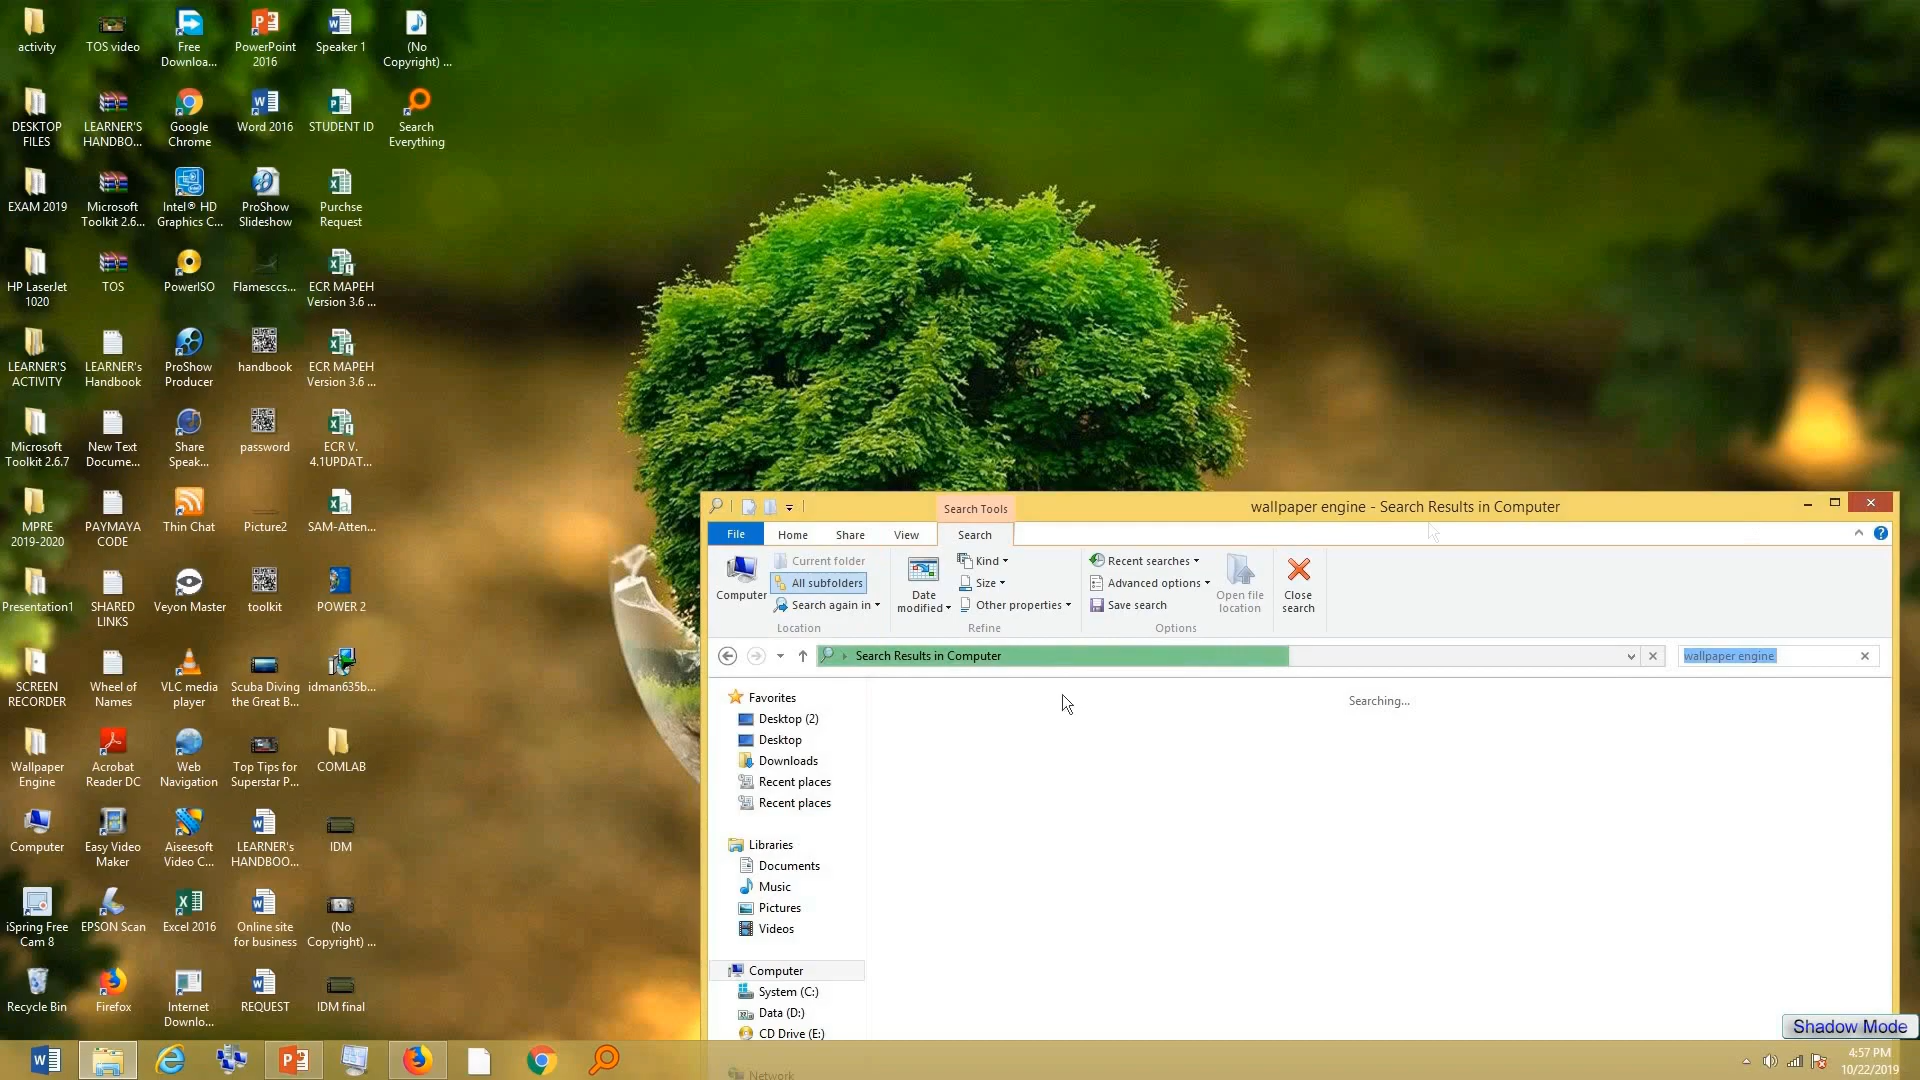 activity
TOS video
Free
Downloa...
PowerPoint
2016
Speaker 1
(No
Copyright) ...
DESKTOP
FILES
LEARNER'S
HANDBO...
Google
Chrome
Word 2016
STUDENT ID
Search
Everything
EXAM 2019
Microsoft
Toolkit 2.6...
Intel® HD
Graphics C...
ProShow
Slideshow
Purchse
Request
HP LaserJet
1020
TOS
PowerISO
Flamesccs...
ECR MAPEH
Version 3.6 ...
LEARNER'S
ACTIVITY
LEARNER's
Handbook
ProShow
Producer
handbook
ECR MAPEH
Version 3.6 ...
Microsoft
Toolkit 2.6.7
New Text
Docume...
Share
Speak...
password
ECR V.
4.1UPDAT...
MPRE
2019-2020
PAYMAYA
CODE
Thin Chat
Picture2
SAM-Atten...
Presentation1
SHARED
LINKS
Veyon Master
toolkit
POWER 2
SCREEN
RECORDER
Wheel of
Names
VLC media
player
Scuba Diving
the Great B...
idman635b...
Wallpaper
Engine
Acrobat
Reader DC
Web
Navigation
Top Tips for
Superstar P...
COMLAB
Computer
Easy Video
Maker
Aiseesoft
Video C...
LEARNER's
HANDBOO...
IDM
iSpring Free
Cam 8
EPSON Scan
Excel 2016
Online site
for business
(No
Copyright) ...
Recycle Bin
Firefox
Internet
Downlo...
REQUEST
IDM final
Search Tools
wallpaper engine - Search Results in Computer
File
Home
Share
View
Search
Computer
Current folder
All subfolders
Search again in
Location
Date
modified
Kind
Size
Other properties
Refine
Recent searches
Advanced options
Save search
Options
Open file
location
Close
search
Search Results in Computer
wallpaper engine
Searching...
Favorites
Desktop (2)
Desktop
Downloads
Recent places
Recent places
Libraries
Documents
Music
Pictures
Videos
Computer
System (C:)
Data (D:)
CD Drive (E:)
Network
Shadow Mode
4:57 PM
10/22/2019